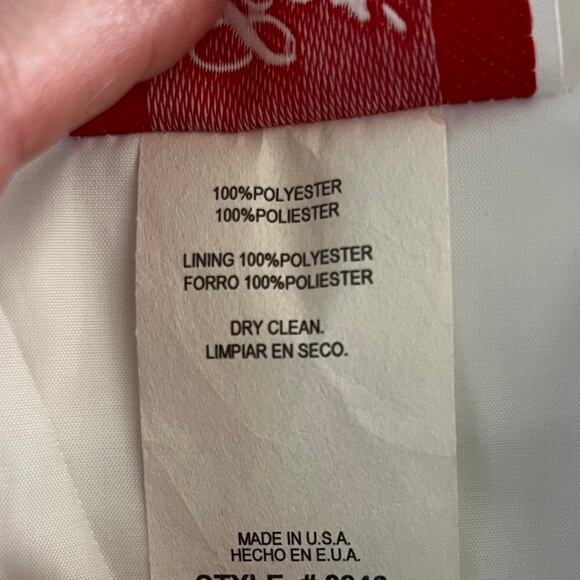 100%POLYESTER
100%POLIESTER
LINING 100%POLYESTER
FORRO 100%POLIESTER
DRY CLEAN.
LIMPIAR EN SECO.
MADE IN U.S.A.
HECHO EN E.U.A.
STYLE #